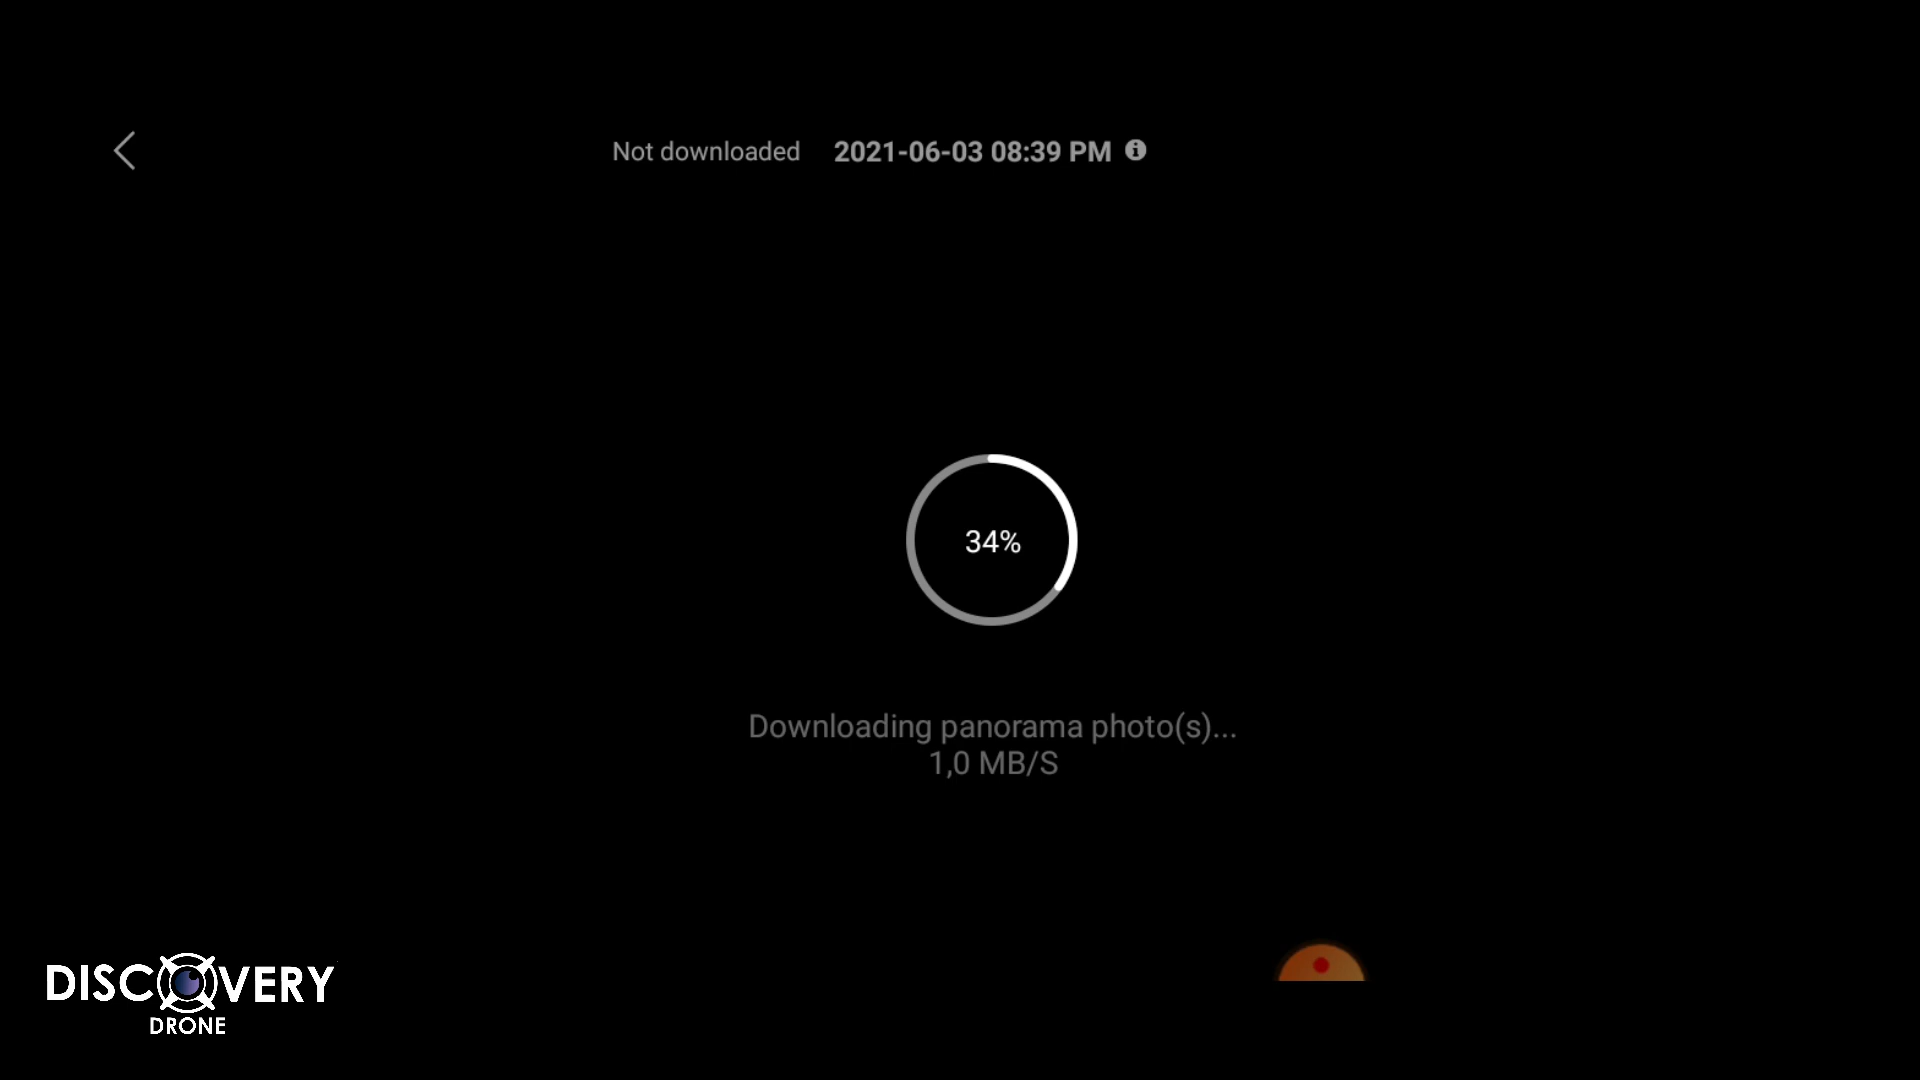 Not downloaded 2021-06-03 08:39 PM
34%
Downloading panorama photo(s)...
1,0 MB/S
DISCOVERY
DRONE